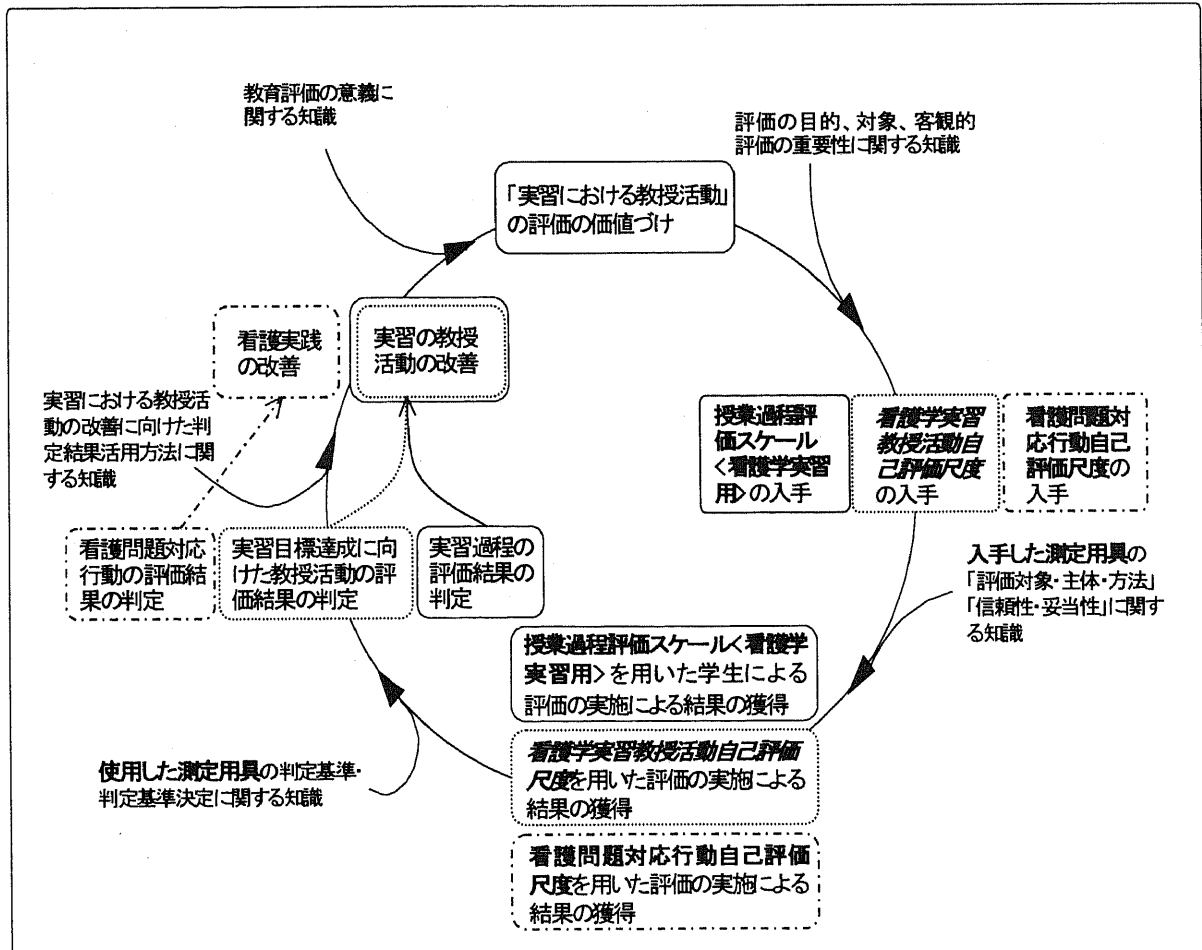 教育評価の意義に
関する知識
評価の目的、対象、客観的
評価の重要性に関する知識
「実習における教授活動」
の評価の価値づけ
看護実践
の改善
実習の教授
活動の改善
実習における教授活
動の改善に向けた判
定結果活用方法に関
する知識
授業過程評
価スケール
<看護学実習
用>の入手
看護学実習
教授活動自
己評価尺度
の入手
看護問題対
応行動自己
評価尺度の
入手
看護問題対応
行動の評価結
果の判定
実習目標達成に向
けた教授活動の評
価結果の判定
実習過程の
評価結果の
判定
入手した測定用具の
「評価対象・主体・方法」
「信頼性・妥当性」に関す
る知識
授業過程評価スケール<看護学
実習用>を用いた学生による
評価の実施による結果の獲得
看護学実習教授活動自己評価
尺度を用いた評価の実施による
結果の獲得
看護問題対応行動自己評価
尺度を用いた評価の実施による
結果の獲得
使用した測定用具の判定基準・
判定基準決定に関する知識